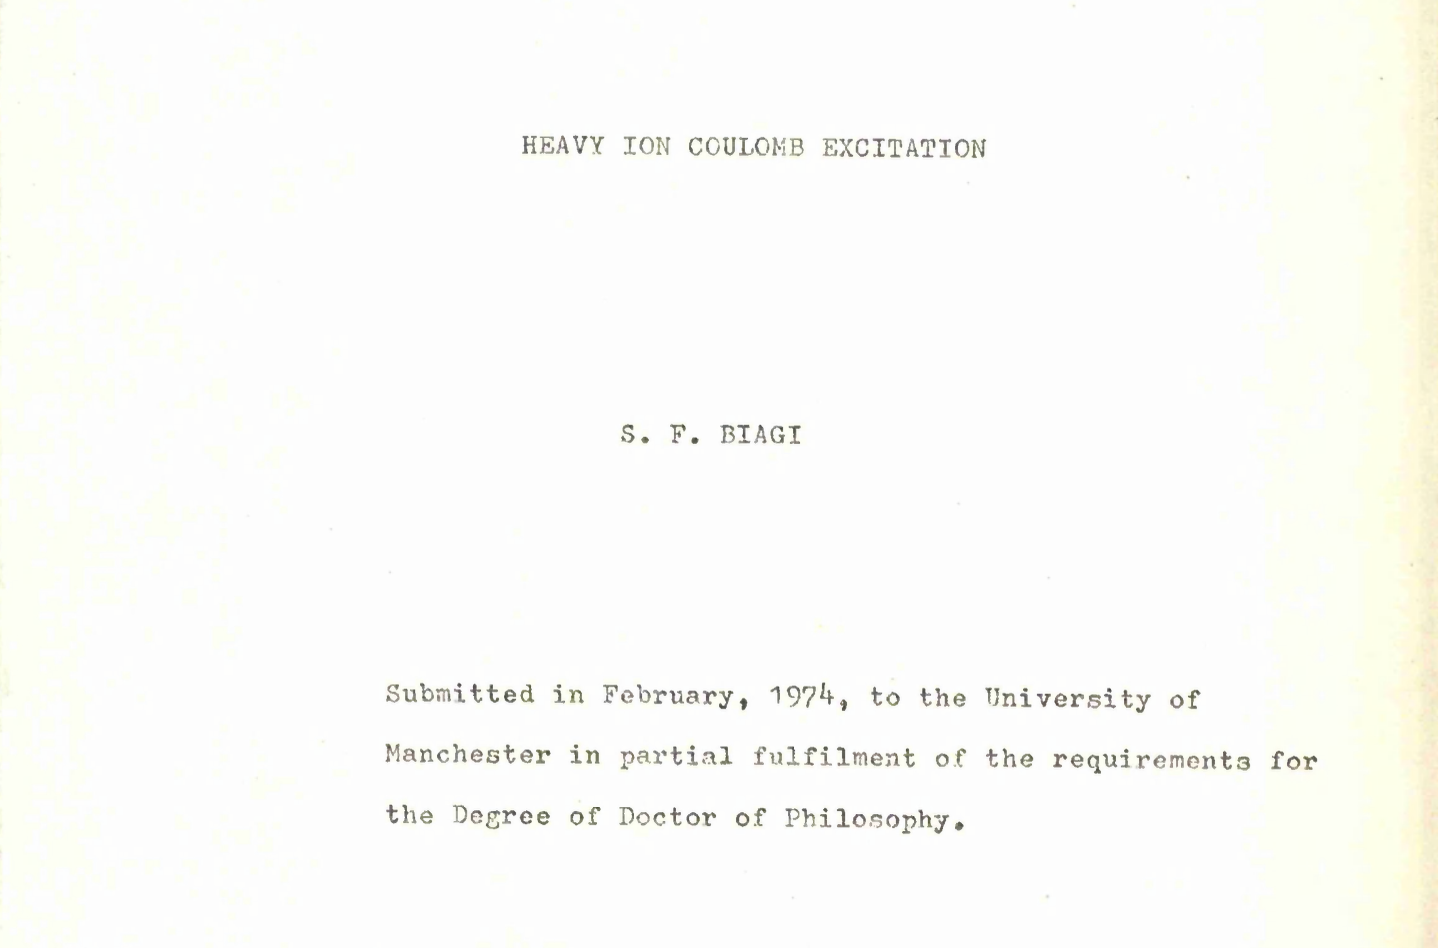 HEAVY ION COULOMB EXCITATION
S. F. BIAGI
Submitted in February, 1974, to the University of
Manchester in partial fulfilment of the requirements for
the Degree of Doctor of Philosophy.